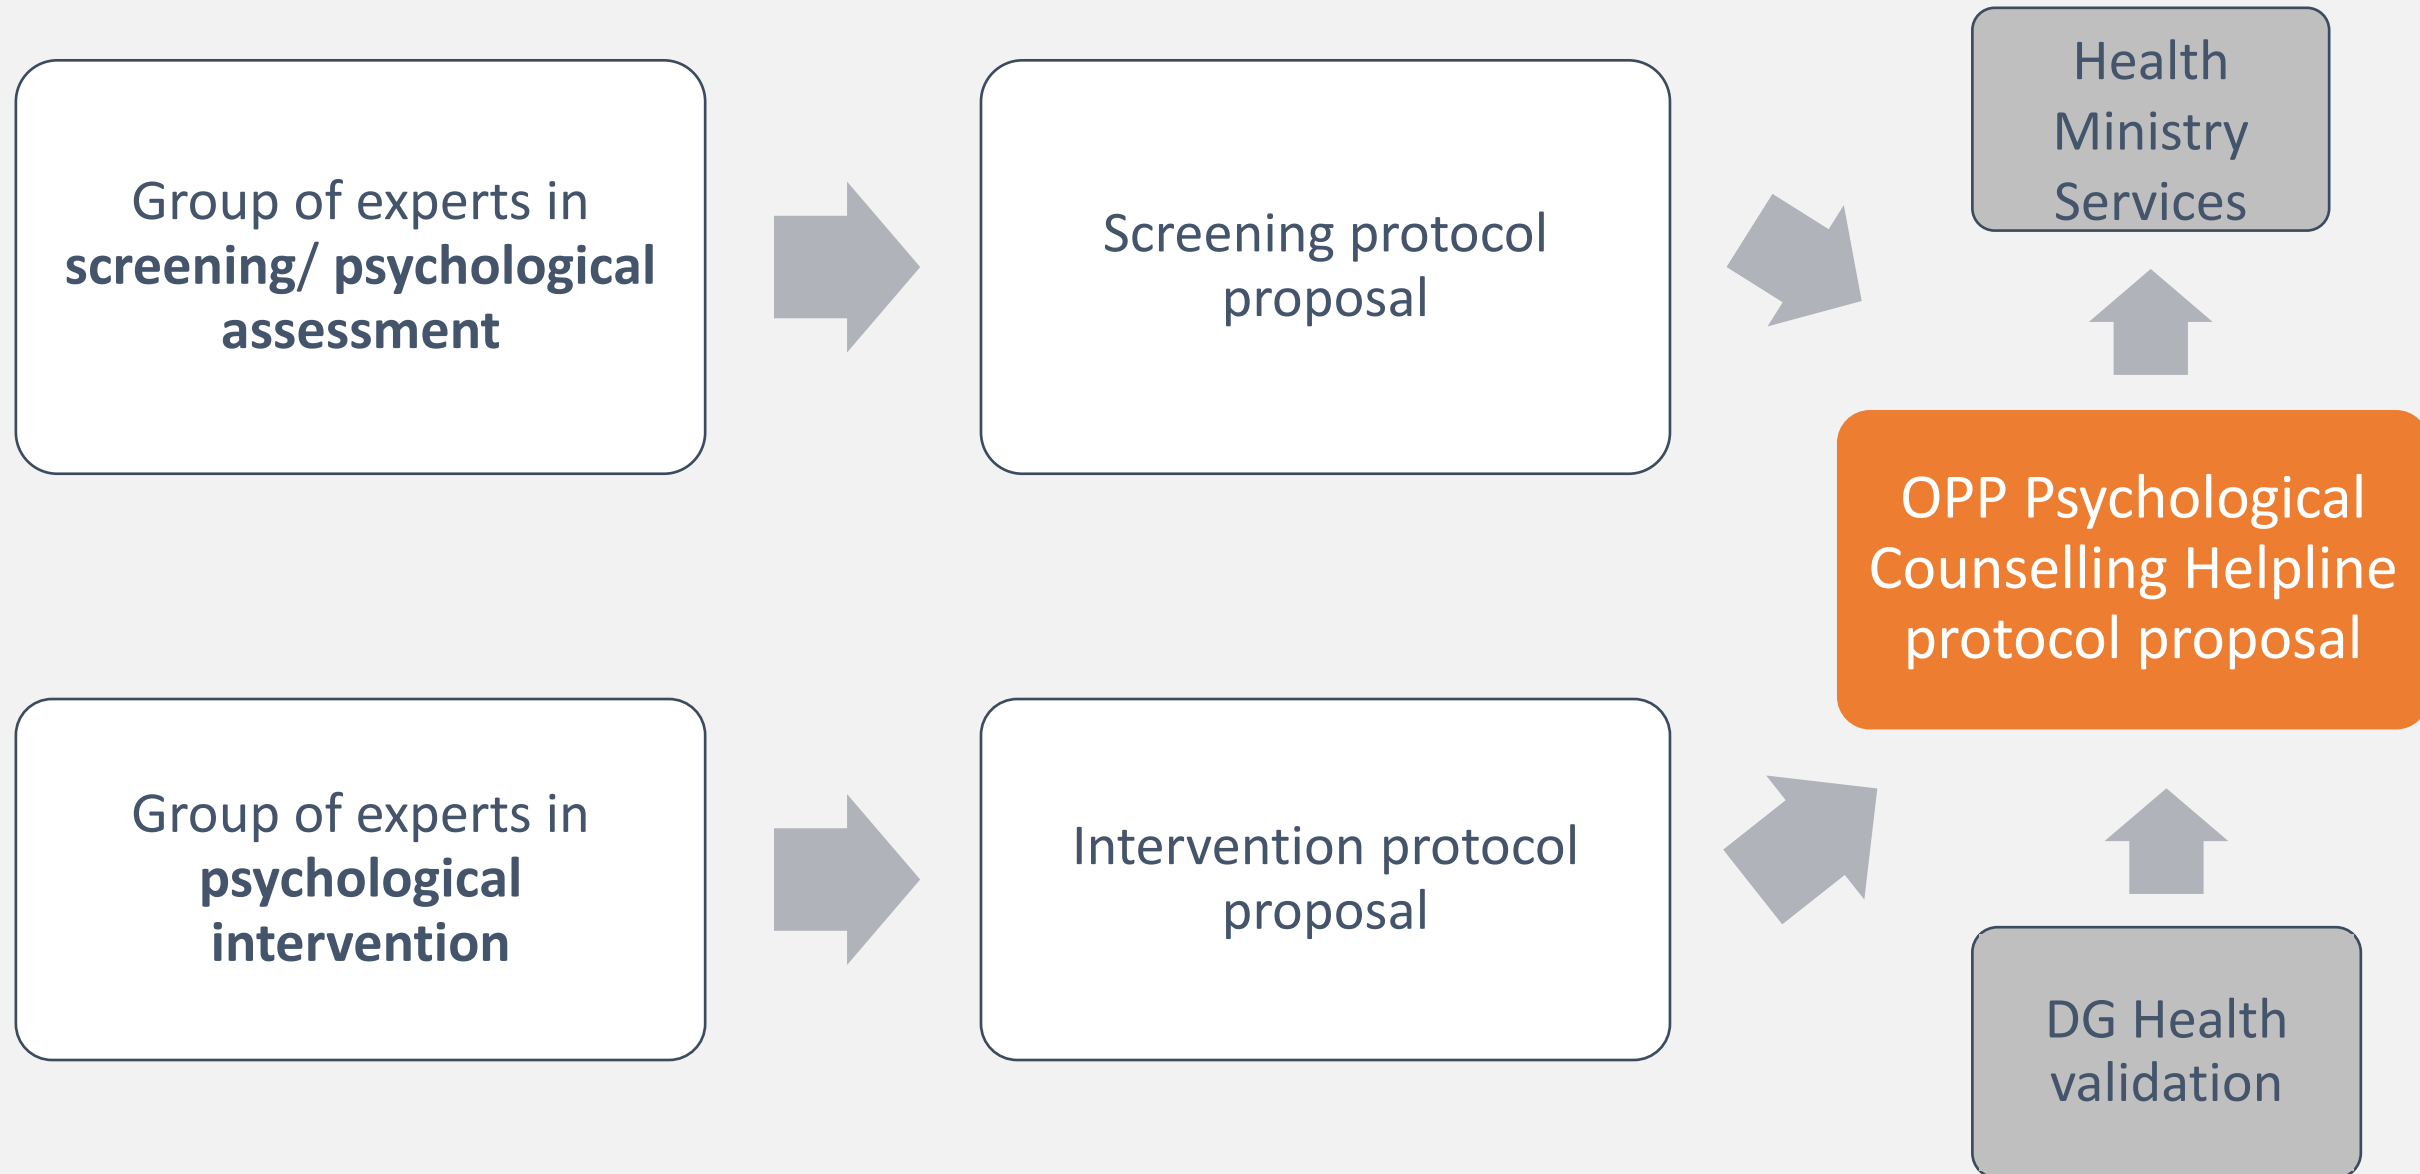 Group of experts in
screening/ psychological
assessment
Screening protocol
proposal
Health
Ministry
Services
OPP Psychological
Counselling Helpline
protocol proposal
Group of experts in
psychological
intervention
Intervention protocol
proposal
DG Health
validation